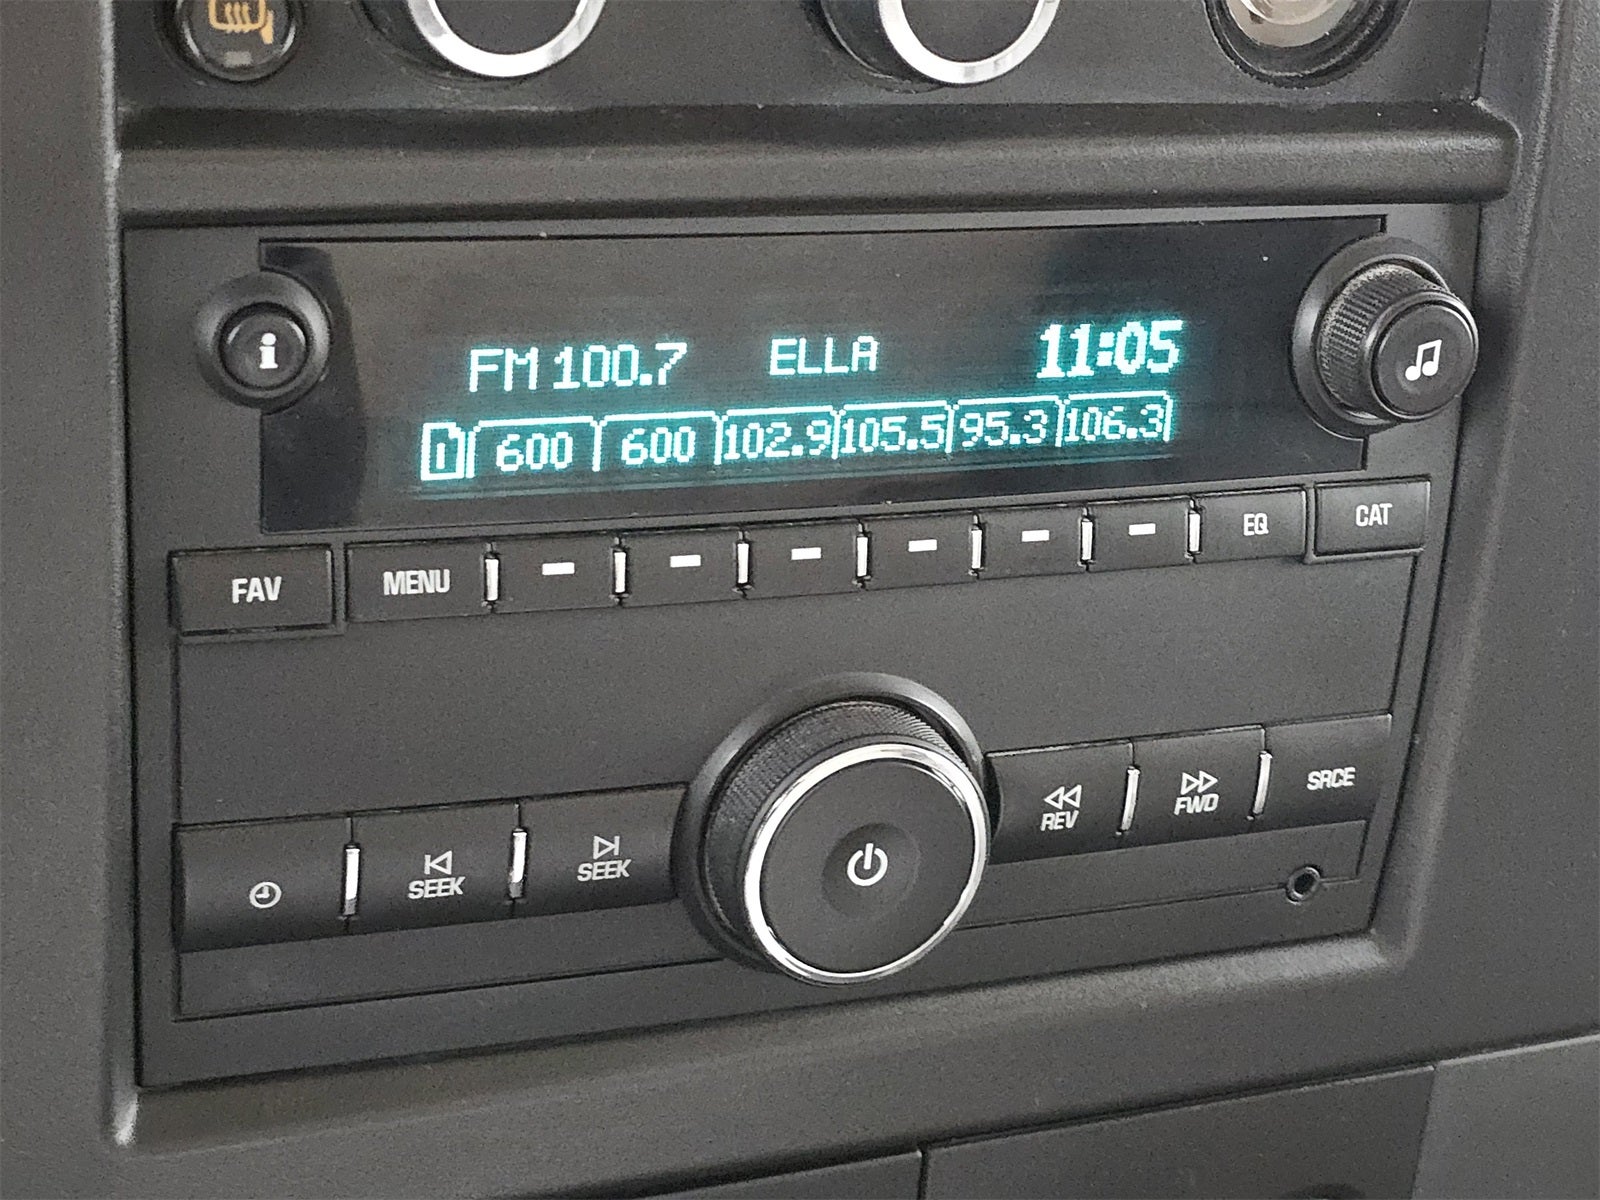 i
FM 100.7 ELLA 11:05
1 600 600 102.9 105.5 95.3 106.3
FAV MENU EQ CAT
SEEK SEEK REV FWD SRCE